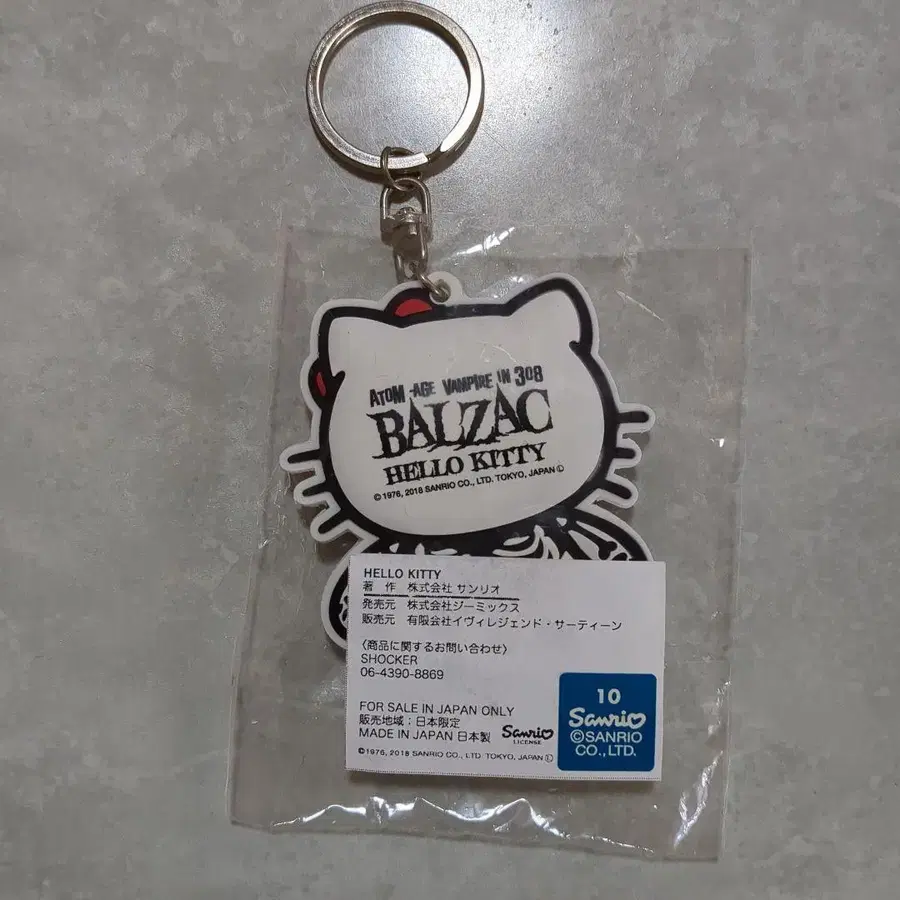 ATOM-AGE VAMPIRE IN 308
BALZAC
HELLO KITTY
©1976, 2018 SANRIO CO., LTD. TOKYO, JAPAN Ⓛ
HELLO KITTY
著 作 株式会社 サンリオ
発売元 株式会社ジーミックス
販売元 有限会社イヴィレジェンド・サーティーン
〈商品に関するお問い合わせ〉
SHOCKER
06-4390-8869
FOR SALE IN JAPAN ONLY
販売地域：日本限定
MADE IN JAPAN 日本製
Sanrio
LICENSE
©1976, 2018 SANRIO CO., LTD. TOKYO, JAPAN Ⓛ
10
Sanrio
©SANRIO
CO.,LTD.